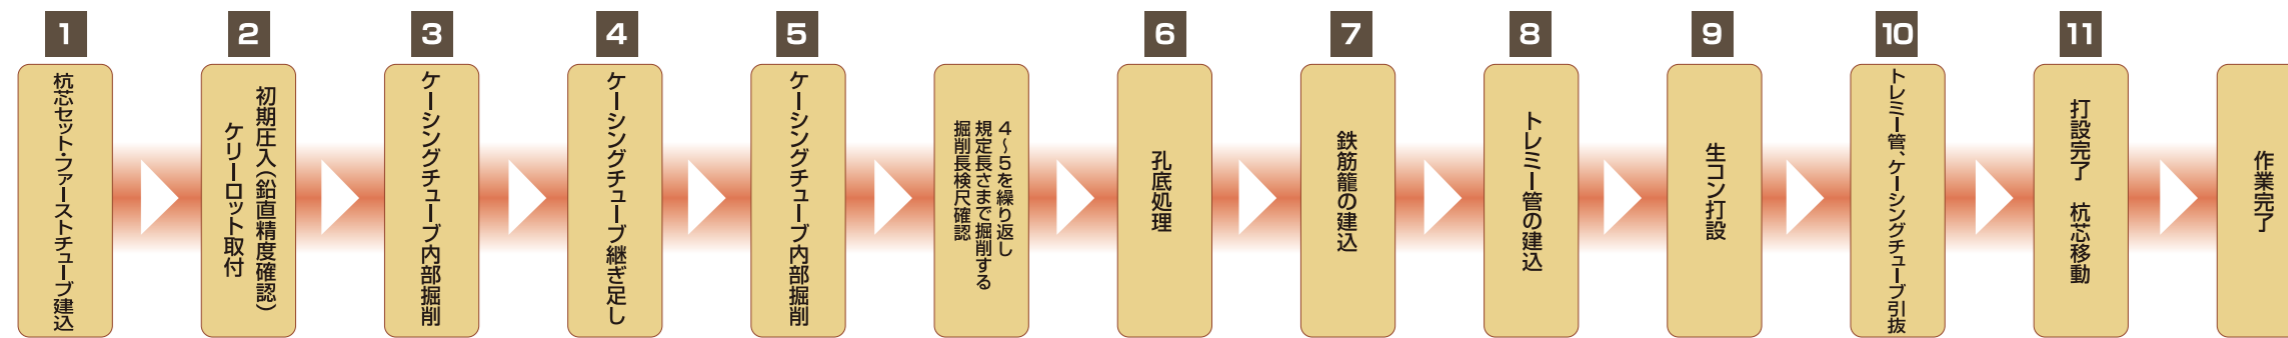 1
杭芯セット・ファーストチューブ建込
2
初期圧入（鉛直精度確認）
ケリーロット取付
3
ケーシングチューブ内部掘削
4
ケーシングチューブ継ぎ足し
5
ケーシングチューブ内部掘削
4～5を繰り返し
規定長さまで掘削する
掘削長検尺確認
6
孔底処理
7
鉄筋籠の建込
8
トレミー管の建込
9
生コン打設
10
トレミー管、ケーシングチューブ引抜
11
打設完了　杭芯移動
作業完了